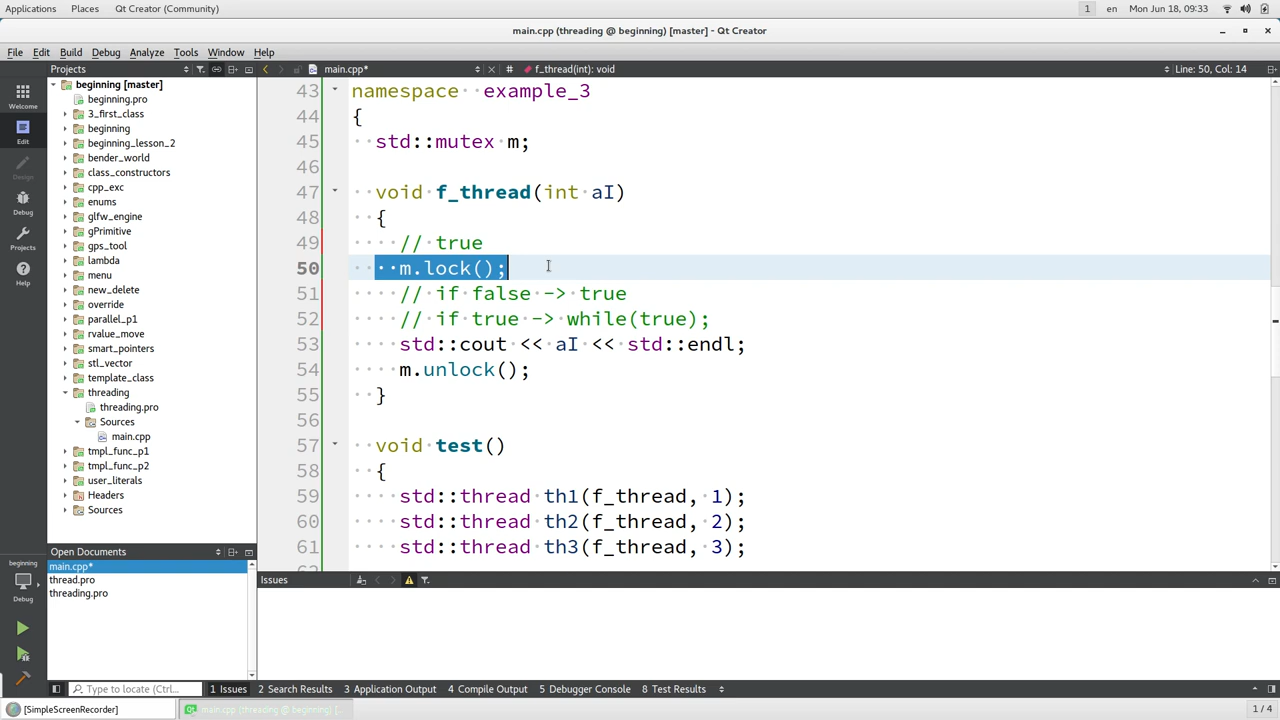 Applications Places Qt Creator (Community) 1 en Mon Jun 18, 09:33
main.cpp (threading @ beginning) [master] - Qt Creator
File Edit Build Debug Analyze Tools Window Help
Projects main.cpp* # f_thread(int): void Line: 50, Col: 14
Welcome
Edit
Design
Debug
Projects
Help
beginning
Debug
beginning [master]
beginning.pro
3_first_class
beginning
beginning_lesson_2
bender_world
class_constructors
cpp_exc
enums
glfw_engine
gPrimitive
gps_tool
lambda
menu
new_delete
override
parallel_p1
rvalue_move
smart_pointers
stl_vector
template_class
threading
threading.pro
Sources
main.cpp
tmpl_func_p1
tmpl_func_p2
user_literals
Headers
Sources
Open Documents
main.cpp*
thread.pro
threading.pro
43 namespace example_3
44 {
45 std::mutex m;
46
47 void f_thread(int aI)
48 {
49 // true
50 m.lock();
51 // if false -> true
52 // if true -> while(true);
53 std::cout << aI << std::endl;
54 m.unlock();
55 }
56
57 void test()
58 {
59 std::thread th1(f_thread, 1);
60 std::thread th2(f_thread, 2);
61 std::thread th3(f_thread, 3);
Issues
Type to locate (Ctrl... 1 Issues 2 Search Results 3 Application Output 4 Compile Output 5 Debugger Console 8 Test Results
[SimpleScreenRecorder] main.cpp (threading @ beginning) [... 1 / 4